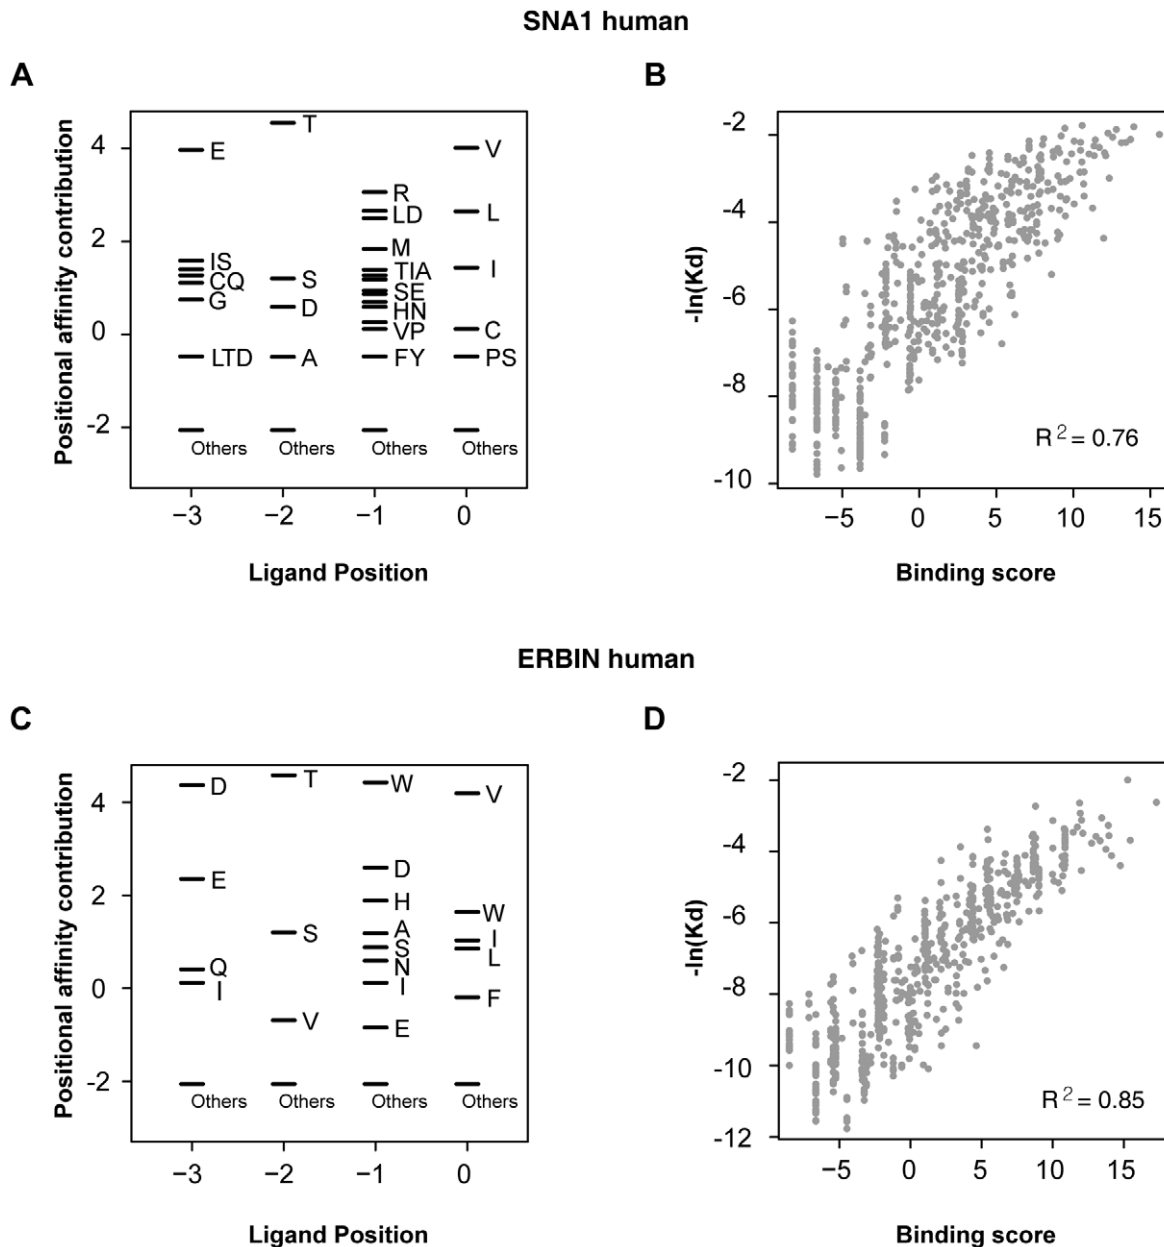 SNA1 human
A
B
Positional affinity contribution
4
2
0
-2
E
IS
CQ
G
LTD
Others
T
S
D
A
Others
R
LD
M
TIA
SE
HN
VP
FY
Others
V
L
I
C
PS
Others
−3
−2
−1
0
Ligand Position
-ln(Kd)
-2
-4
-6
-8
-10
R² = 0.76
−5
0
5
10
15
Binding score
ERBIN human
C
D
Positional affinity contribution
4
2
0
-2
D
E
Q
I
Others
T
S
V
Others
W
D
H
A
S
N
I
E
Others
V
W
I
L
F
Others
−3
−2
−1
0
Ligand Position
-ln(Kd)
-2
-4
-6
-8
-10
-12
R² = 0.85
−5
0
5
10
15
Binding score